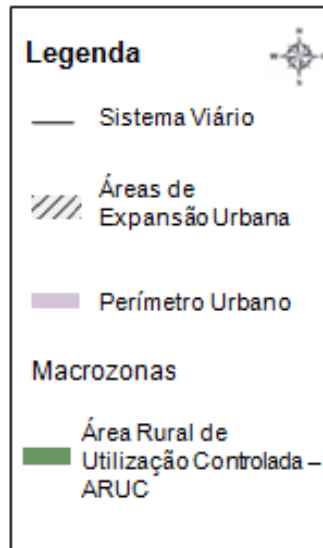 Legenda
Sistema Viário
Áreas de
Expansão Urbana
Perímetro Urbano
Macrozonas
Área Rural de
Utilização Controlada –
ARUC